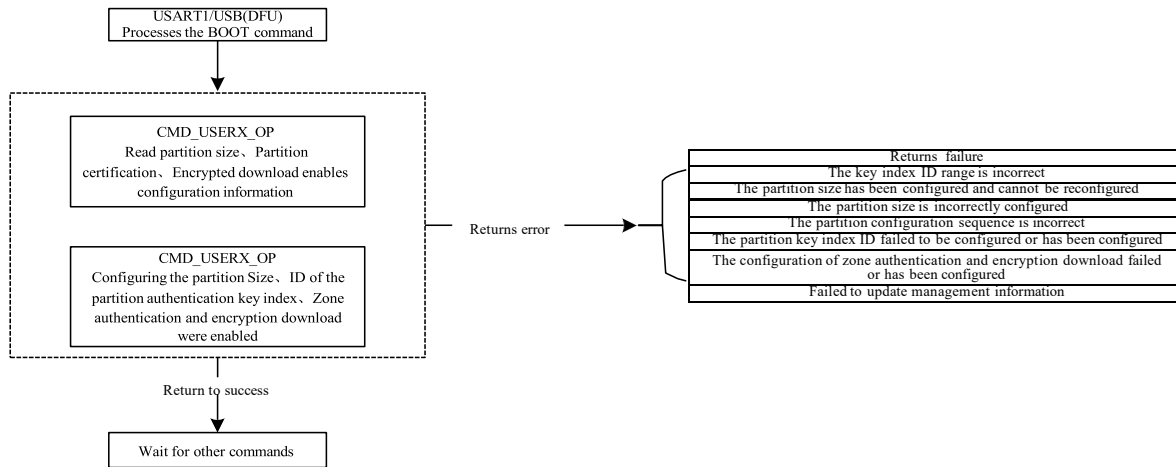 USART1/USB(DFU)
Processes the BOOT command
CMD_USERX_OP
Read partition size、Partition
certification、Encrypted download enables
configuration information
CMD_USERX_OP
Configuring the partition Size、ID of the
partition authentication key index、Zone
authentication and encryption download
were enabled
Return to success
Wait for other commands
Returns error
Returns failure
The key index ID range is incorrect
The partition size has been configured and cannot be reconfigured
The partition size is incorrectly configured
The partition configuration sequence is incorrect
The partition key index ID failed to be configured or has been configured
The configuration of zone authentication and encryption download failed
or has been configured
Failed to update management information